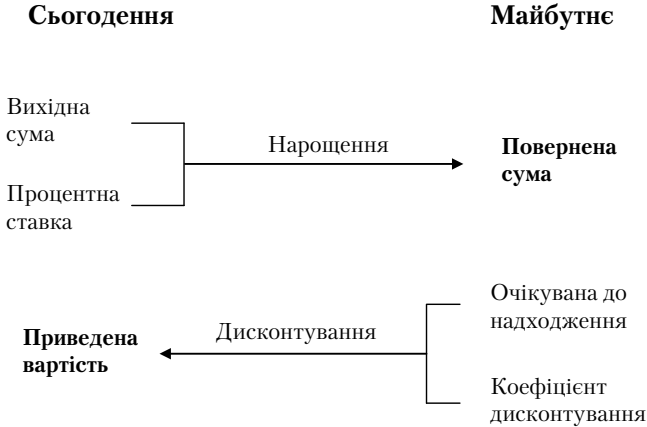 Сьогодення
Майбутнє
Вихідна
сума
Нарощення
Повернена
сума
Процентна
ставка
Очікувана до
надходження
Приведена
вартість
Дисконтування
Коефіцієнт
дисконтування